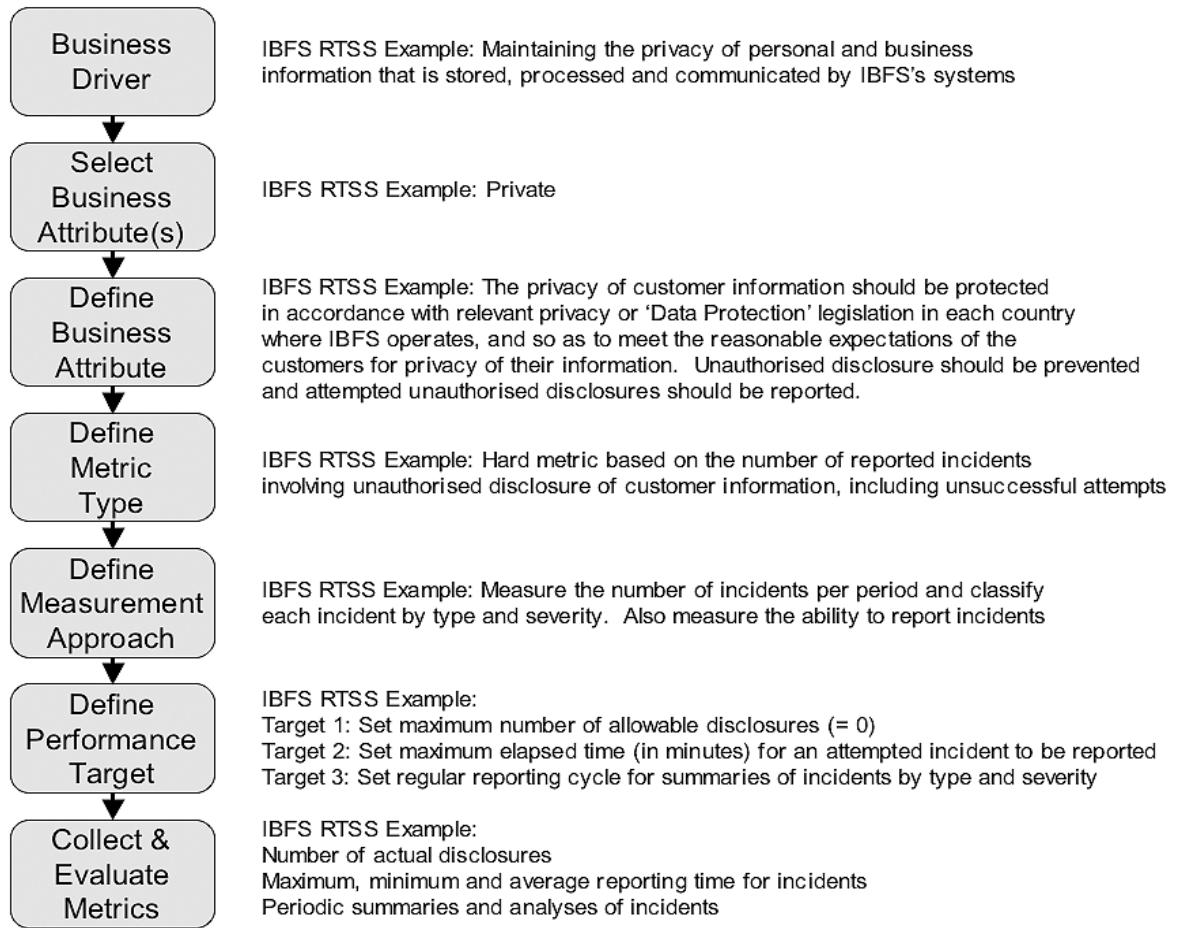 Business
Driver
IBFS RTSS Example: Maintaining the privacy of personal and business
information that is stored, processed and communicated by IBFS's systems
Select
Business
Attribute(s)
IBFS RTSS Example: Private
Define
Business
Attribute
IBFS RTSS Example: The privacy of customer information should be protected
in accordance with relevant privacy or 'Data Protection' legislation in each country
where IBFS operates, and so as to meet the reasonable expectations of the
customers for privacy of their information.  Unauthorised disclosure should be prevented
and attempted unauthorised disclosures should be reported.
Define
Metric
Type
IBFS RTSS Example: Hard metric based on the number of reported incidents
involving unauthorised disclosure of customer information, including unsuccessful attempts
Define
Measurement
Approach
IBFS RTSS Example: Measure the number of incidents per period and classify
each incident by type and severity.  Also measure the ability to report incidents
Define
Performance
Target
IBFS RTSS Example:
Target 1: Set maximum number of allowable disclosures (= 0)
Target 2: Set maximum elapsed time (in minutes) for an attempted incident to be reported
Target 3: Set regular reporting cycle for summaries of incidents by type and severity
Collect &
Evaluate
Metrics
IBFS RTSS Example:
Number of actual disclosures
Maximum, minimum and average reporting time for incidents
Periodic summaries and analyses of incidents